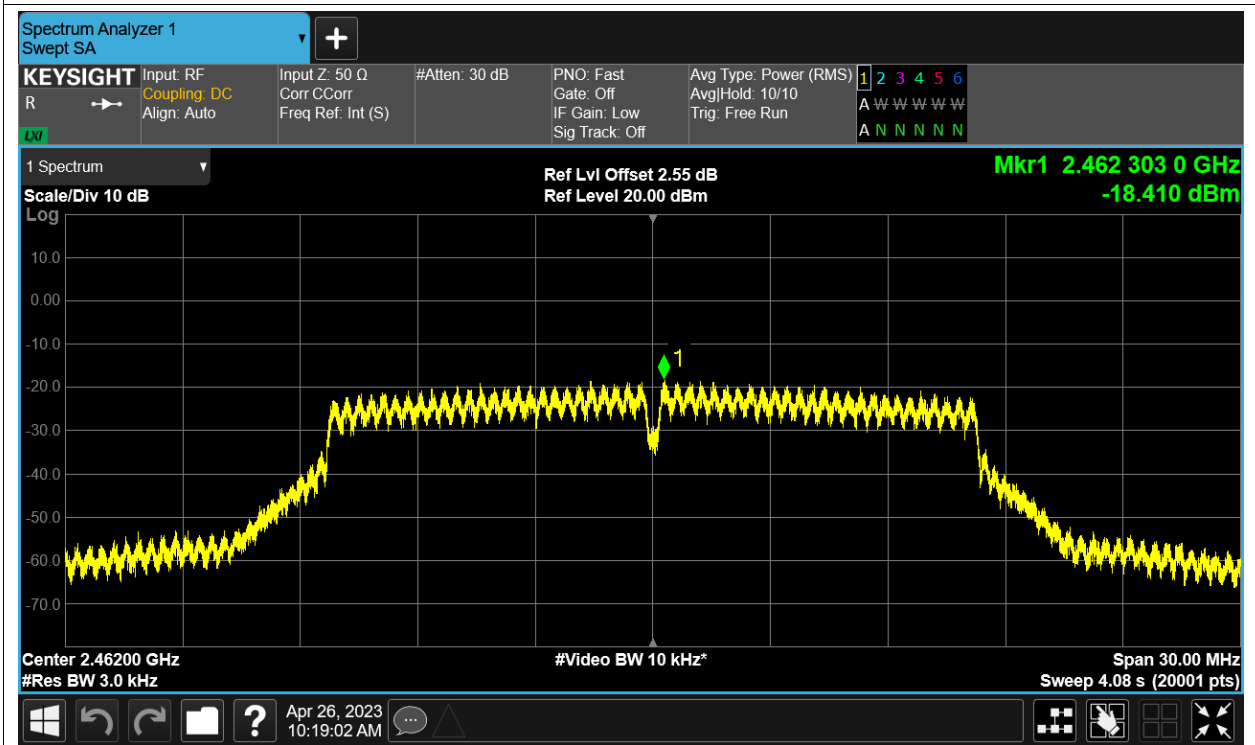 Spectrum Analyzer 1
Swept SA
KEYSIGHT
R
LXI
Input: RF
Coupling: DC
Align: Auto
Input Z: 50 Ω
Corr CCorr
Freq Ref: Int (S)
#Atten: 30 dB
PNO: Fast
Gate: Off
IF Gain: Low
Sig Track: Off
Avg Type: Power (RMS)
Avg|Hold: 10/10
Trig: Free Run
1 2 3 4 5 6
A W W W W W
A N N N N N
1 Spectrum
Scale/Div 10 dB
Log
Ref Lvl Offset 2.55 dB
Ref Level 20.00 dBm
Mkr1 2.462 303 0 GHz
-18.410 dBm
10.0
0.00
-10.0
-20.0
-30.0
-40.0
-50.0
-60.0
-70.0
1
Center 2.46200 GHz
#Res BW 3.0 kHz
#Video BW 10 kHz*
Span 30.00 MHz
Sweep 4.08 s (20001 pts)
?
Apr 26, 2023
10:19:02 AM